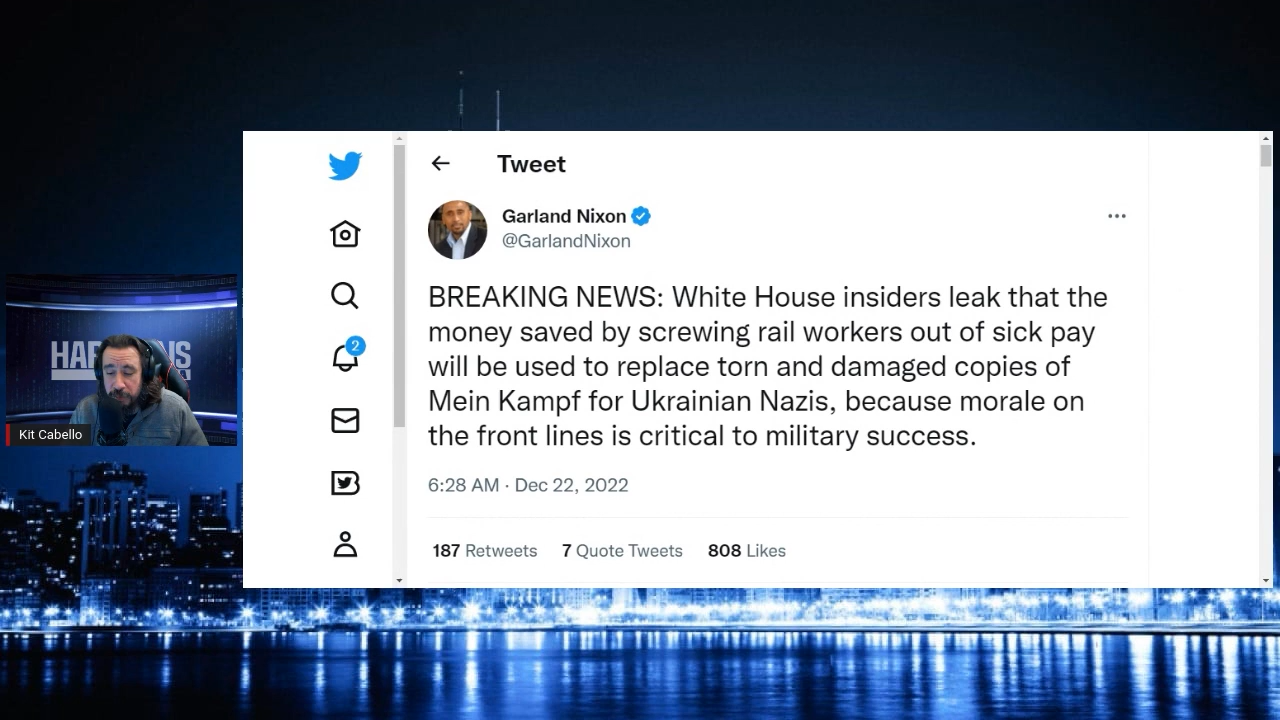 Tweet
Garland Nixon
@GarlandNixon
BREAKING NEWS: White House insiders leak that the
money saved by screwing rail workers out of sick pay
will be used to replace torn and damaged copies of
Mein Kampf for Ukrainian Nazis, because morale on
the front lines is critical to military success.
6:28 AM · Dec 22, 2022
187 Retweets 7 Quote Tweets 808 Likes
2
Kit Cabello